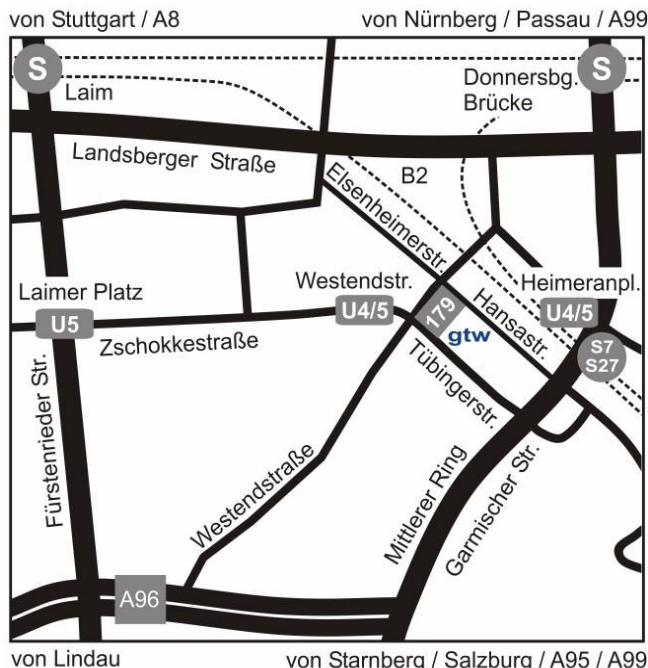 von Stuttgart / A8
von Nürnberg / Passau / A99
S
S
Laim
Donnersbg.
Brücke
Landsberger Straße
B2
Elsenheimerstr.
Laimer Platz
Westendstr.
Heimeranpl.
U5
U4/5
U4/5
179
Hansastr.
Zschokkestraße
gtw
S7
S27
Tübingerstr.
Fürstenrieder Str.
Westendstraße
Mittlerer Ring
Garmischer Str.
A96
von Lindau
von Starnberg / Salzburg / A95 / A99